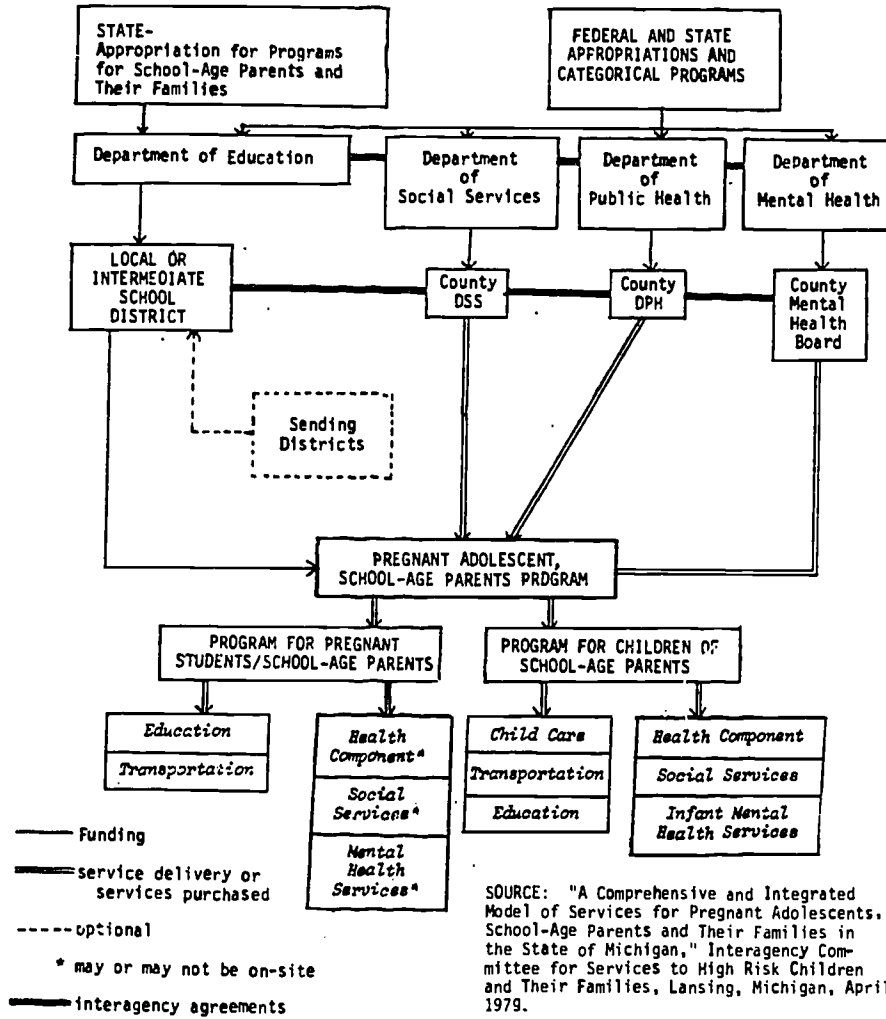 STATE-
Appropriation for Programs
for School-Age Parents and
Their Families
FEDERAL AND STATE
APPROPRIATIONS AND
CATEGORICAL PROGRAMS
Department of Education
Department
of
Social Services
Department
of
Public Health
Department
of
Mental Health
LOCAL OR
INTERMEDIATE
SCHOOL
DISTRICT
County
DSS
County
DPH
County
Mental
Health
Board
Sending
Districts
PREGNANT ADOLESCENT,
SCHOOL-AGE PARENTS PROGRAM
PROGRAM FOR PREGNANT
STUDENTS/SCHOOL-AGE PARENTS
PROGRAM FOR CHILDREN OF
SCHOOL-AGE PARENTS
Education
Transportation
Health
Component*
Social
Services*
Mental
Health
Services*
Child Care
Transportation
Education
Health Component
Social Services
Infant Mental
Health Services
Funding
service delivery or
services purchased
optional
* may or may not be on-site
interagency agreements
SOURCE: "A Comprehensive and Integrated
Model of Services for Pregnant Adolescents,
School-Age Parents and Their Families in
the State of Michigan," Interagency Com-
mittee for Services to High Risk Children
and Their Families, Lansing, Michigan, April
1979.